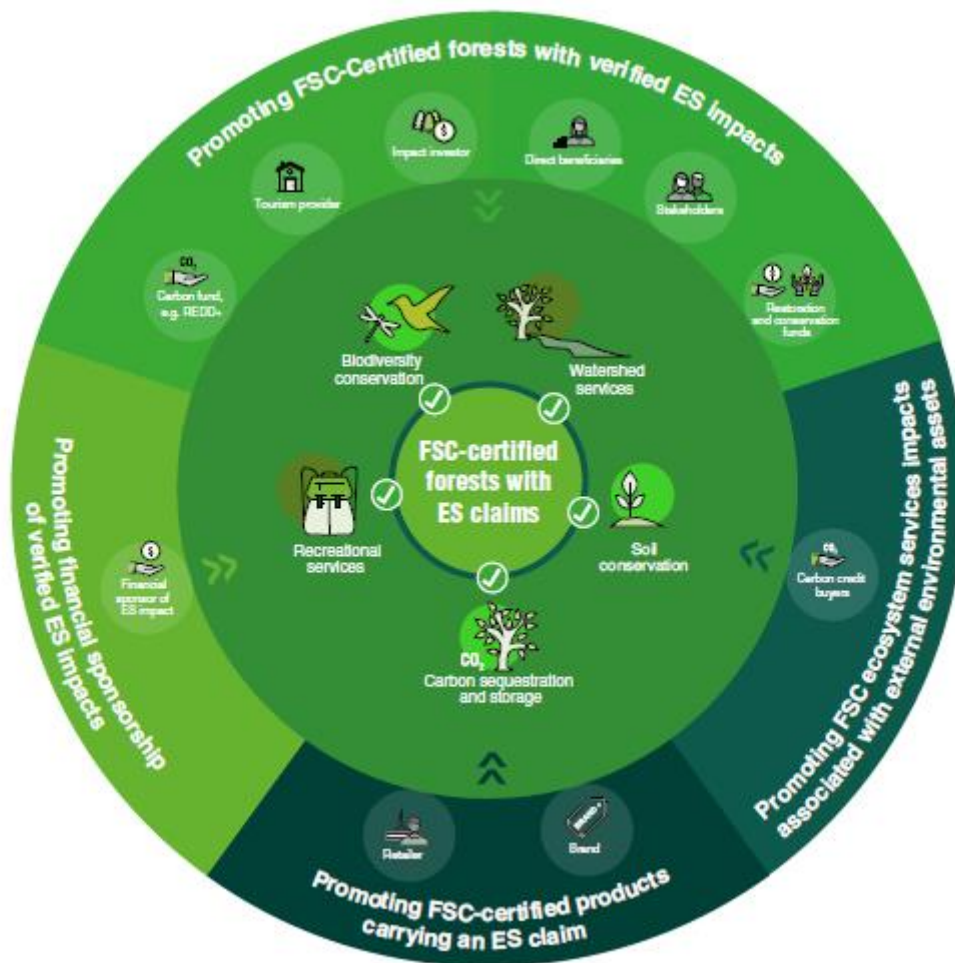 Promoting FSC-Certified forests with verified ES impacts
Impact investor
Direct beneficiaries
Tourism provider
Stakeholders
CO₂
Carbon fund,
e.g. REDD+
Restoration
and conservation
funds
Biodiversity
conservation
Watershed
services
FSC-certified
forests with
ES claims
Recreational
services
Soil
conservation
CO₂
Carbon sequestration
and storage
Promoting financial sponsorship
of verified ES impacts
$
Financial
sponsor of
ES impact
Promoting FSC ecosystem services impacts
associated with external environmental assets
CO₂
Carbon credit
buyers
Retailer
BRAND
Brand
Promoting FSC-certified products
carrying an ES claim